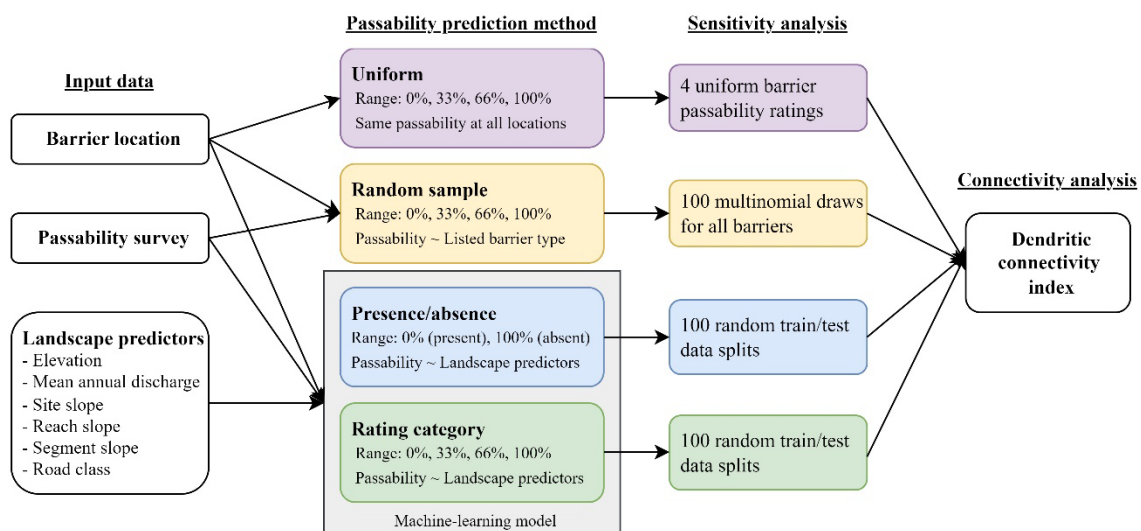 Input data
Barrier location
Passability survey
Landscape predictors
- Elevation
- Mean annual discharge
- Site slope
- Reach slope
- Segment slope
- Road class
Passability prediction method
Uniform
Range: 0%, 33%, 66%, 100%
Same passability at all locations
Random sample
Range: 0%, 33%, 66%, 100%
Passability ~ Listed barrier type
Presence/absence
Range: 0% (present), 100% (absent)
Passability ~ Landscape predictors
Rating category
Range: 0%, 33%, 66%, 100%
Passability ~ Landscape predictors
Machine-learning model
Sensitivity analysis
4 uniform barrier
passability ratings
100 multinomial draws
for all barriers
100 random train/test
data splits
100 random train/test
data splits
Connectivity analysis
Dendritic
connectivity
index